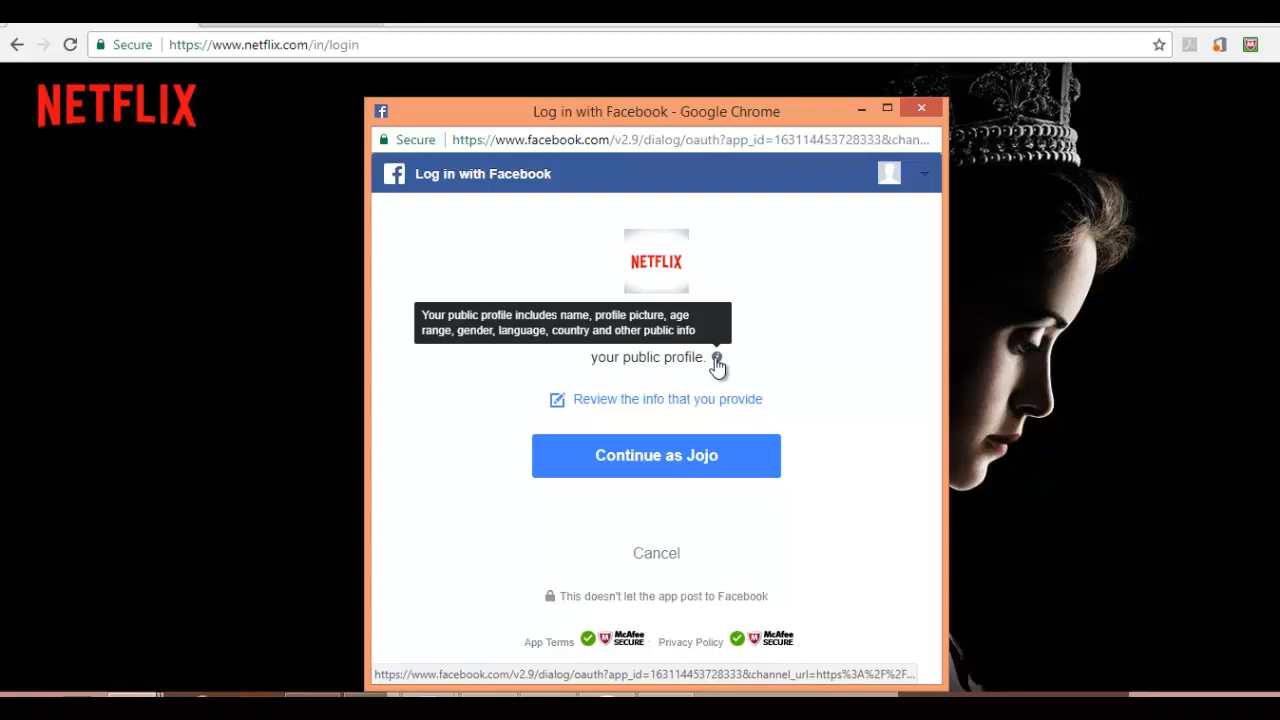 Secure https://www.netflix.com/in/login
NETFLIX
Log in with Facebook - Google Chrome
Secure https://www.facebook.com/v2.9/dialog/oauth?app_id=163114453728333&chan...
Log in with Facebook
NETFLIX
Your public profile includes name, profile picture, age
range, gender, language, country and other public info
your public profile.
Review the info that you provide
Continue as Jojo
Cancel
This doesn't let the app post to Facebook
App Terms McAfee SECURE · Privacy Policy McAfee SECURE
https://www.facebook.com/v2.9/dialog/oauth?app_id=163114453728333&channel_url=https%3A%2F%2F...